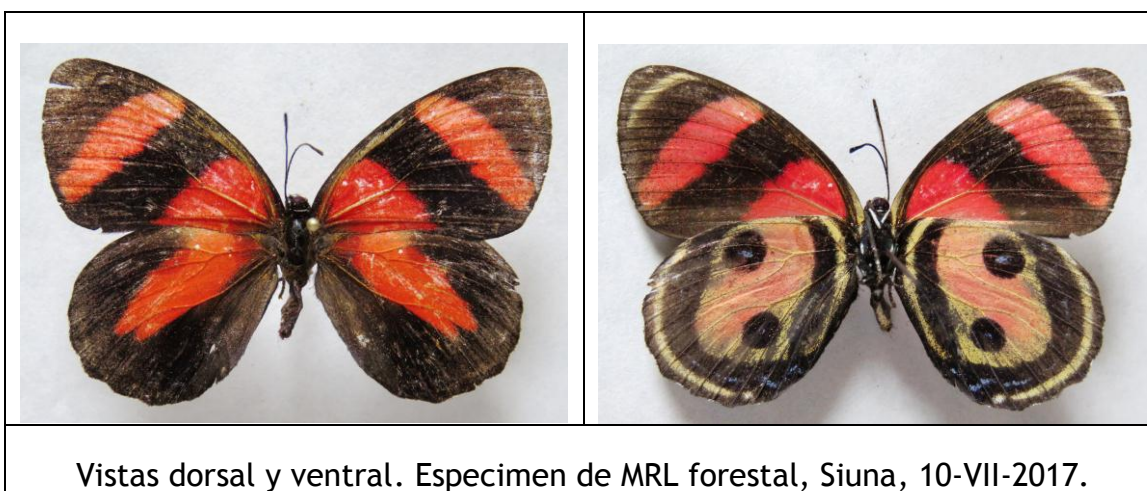 Vistas dorsal y ventral. Especimen de MRL forestal, Siuna, 10-VII-2017.